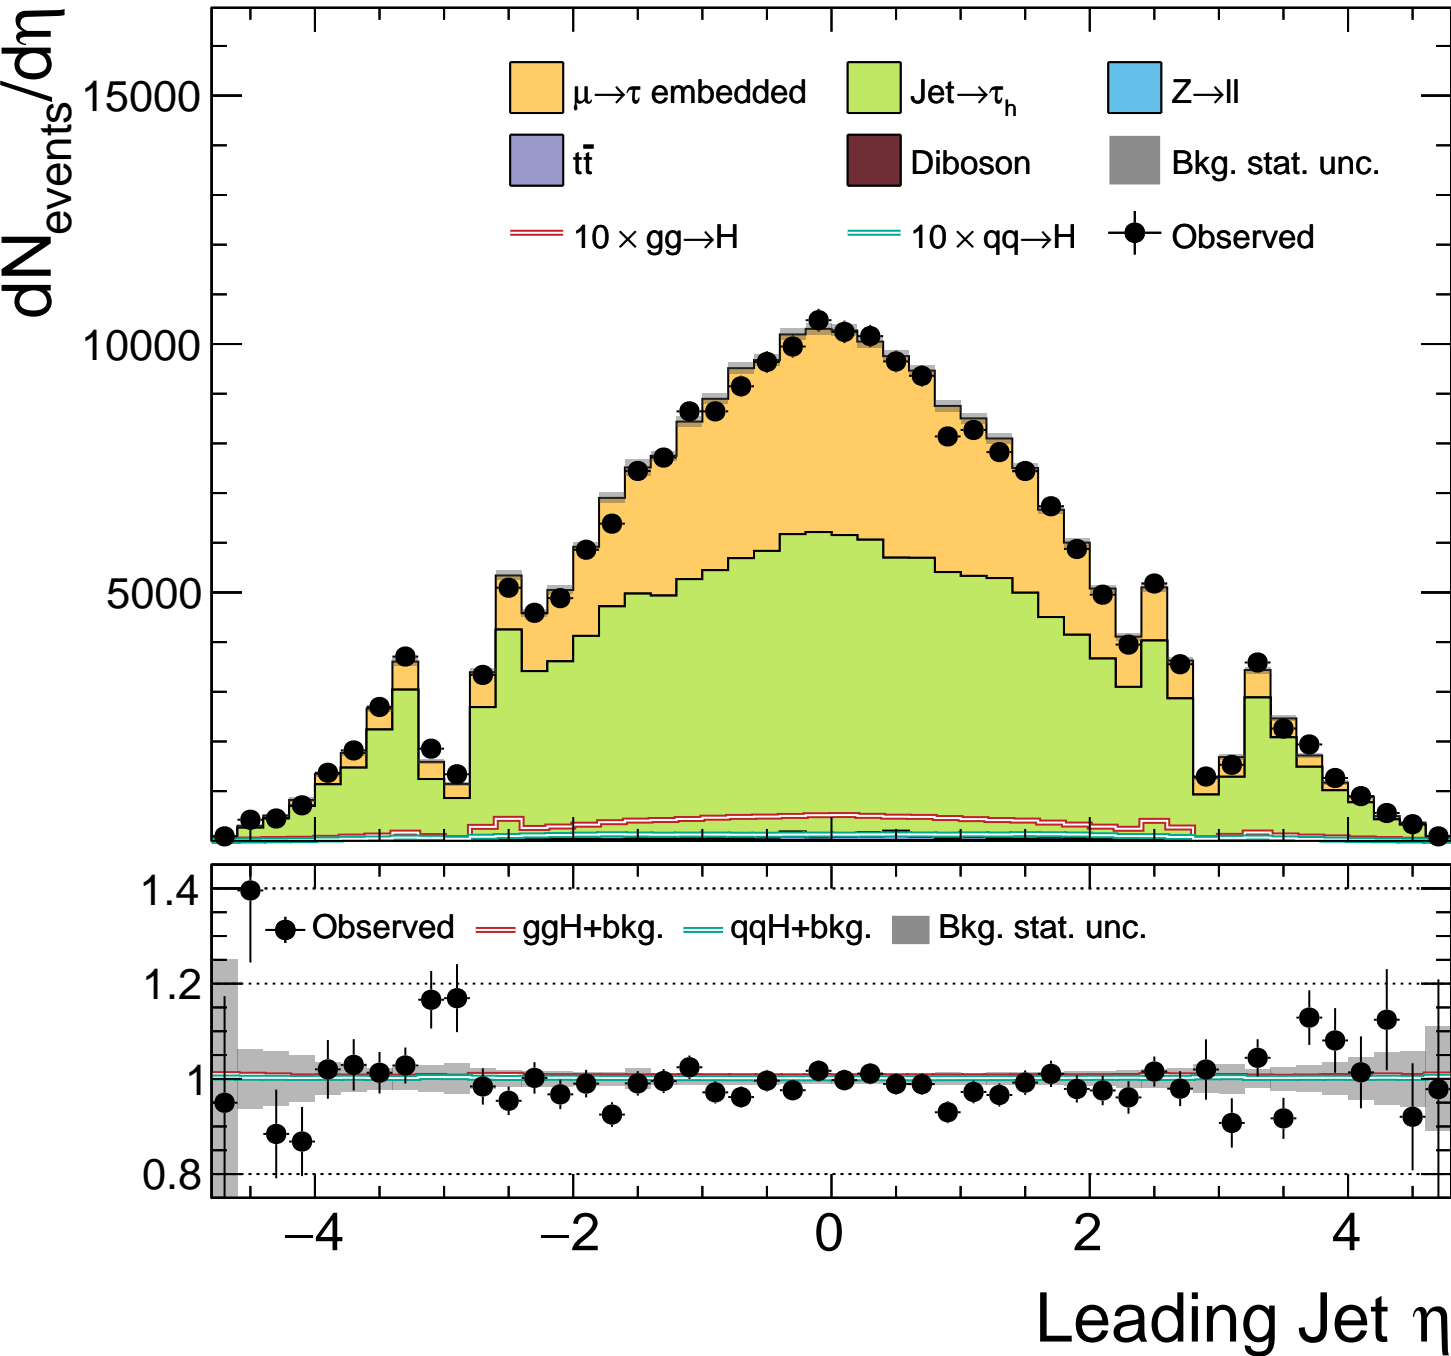 dN_events/dη
15000
10000
5000
μ→τ embedded
Jet→τ_h
Z→ll
tt̄
Diboson
Bkg. stat. unc.
10 × gg→H
10 × qq→H
Observed
1.4
1.2
1
0.8
Observed
ggH+bkg.
qqH+bkg.
Bkg. stat. unc.
−4
−2
0
2
4
Leading Jet η